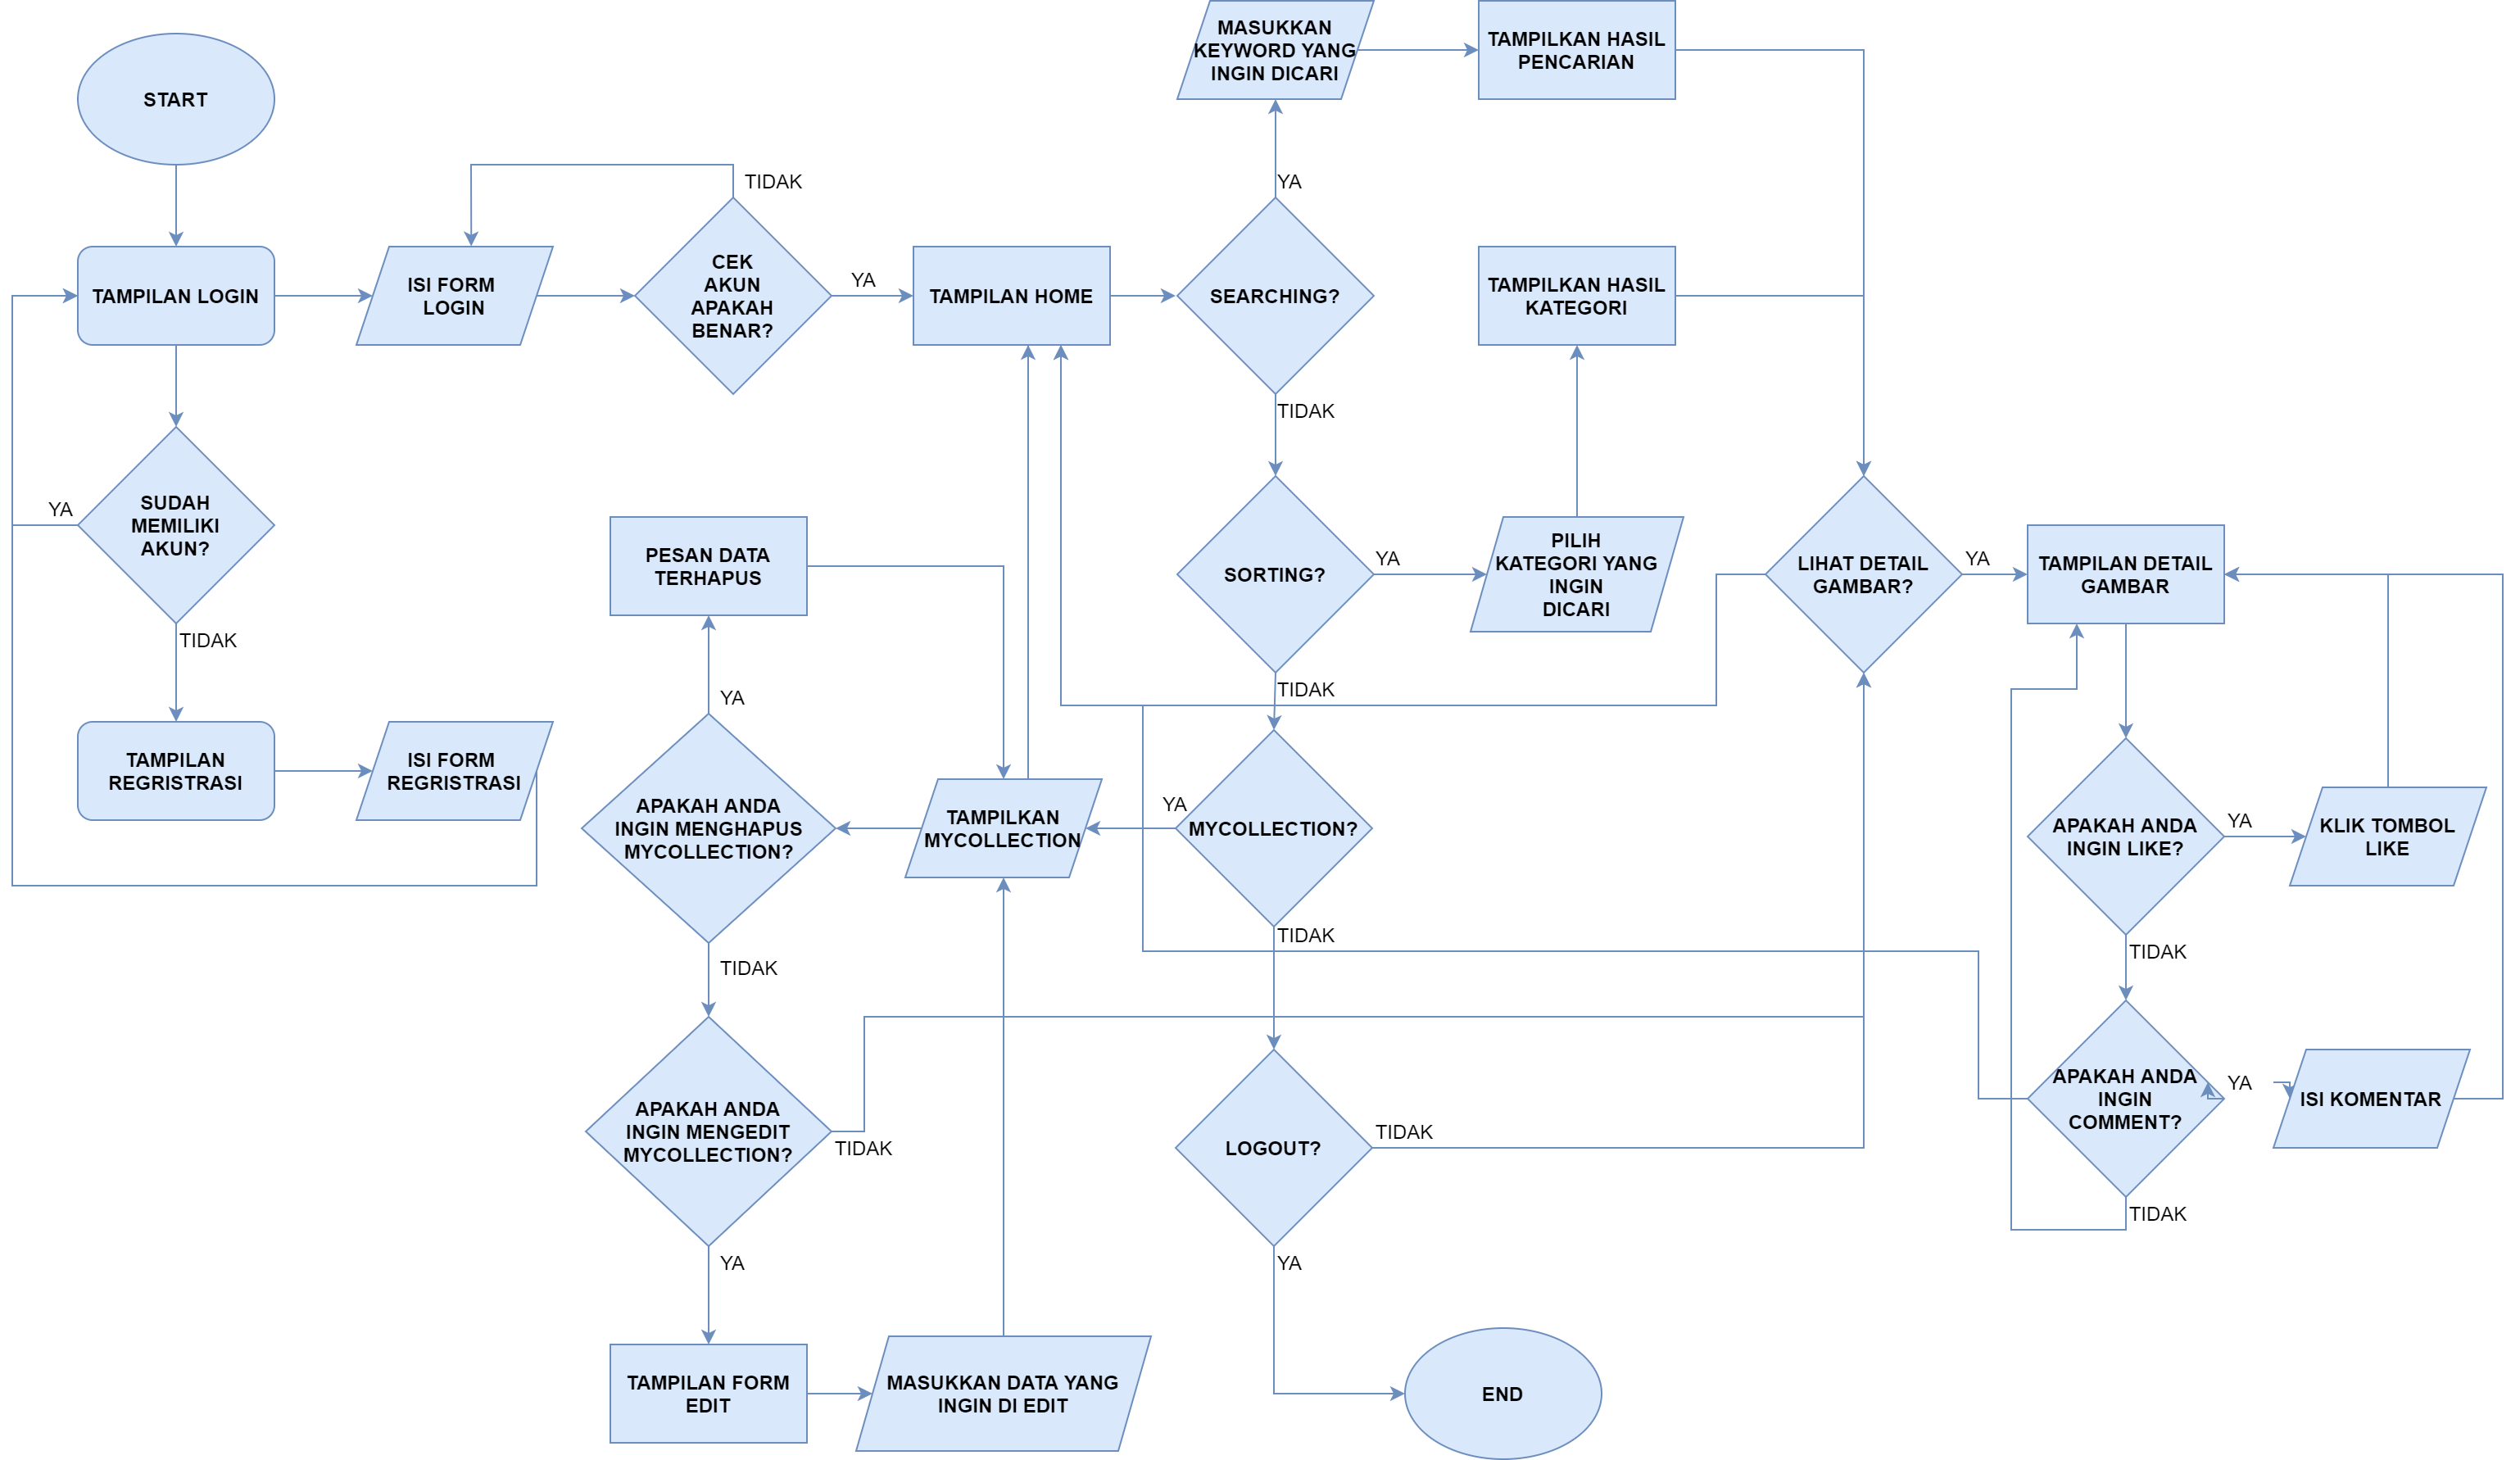 START
TAMPILAN LOGIN
ISI FORM
LOGIN
TIDAK
CEK
AKUN
APAKAH
BENAR?
YA
TAMPILAN HOME
SUDAH
MEMILIKI
AKUN?
YA
TIDAK
TAMPILAN
REGRISTRASI
ISI FORM
REGRISTRASI
MASUKKAN
KEYWORD YANG
INGIN DICARI
TAMPILKAN HASIL
PENCARIAN
YA
SEARCHING?
TIDAK
TAMPILKAN HASIL
KATEGORI
SORTING?
YA
PILIH
KATEGORI YANG
INGIN
DICARI
TIDAK
LIHAT DETAIL
GAMBAR?
YA
TAMPILAN DETAIL
GAMBAR
PESAN DATA
TERHAPUS
YA
APAKAH ANDA
INGIN MENGHAPUS
MYCOLLECTION?
TIDAK
TAMPILKAN
MYCOLLECTION
YA
MYCOLLECTION?
TIDAK
APAKAH ANDA
INGIN LIKE?
YA
KLIK TOMBOL
LIKE
TIDAK
APAKAH ANDA
INGIN
COMMENT?
YA
ISI KOMENTAR
TIDAK
APAKAH ANDA
INGIN MENGEDIT
MYCOLLECTION?
TIDAK
YA
LOGOUT?
TIDAK
YA
TAMPILAN FORM
EDIT
MASUKKAN DATA YANG
INGIN DI EDIT
END